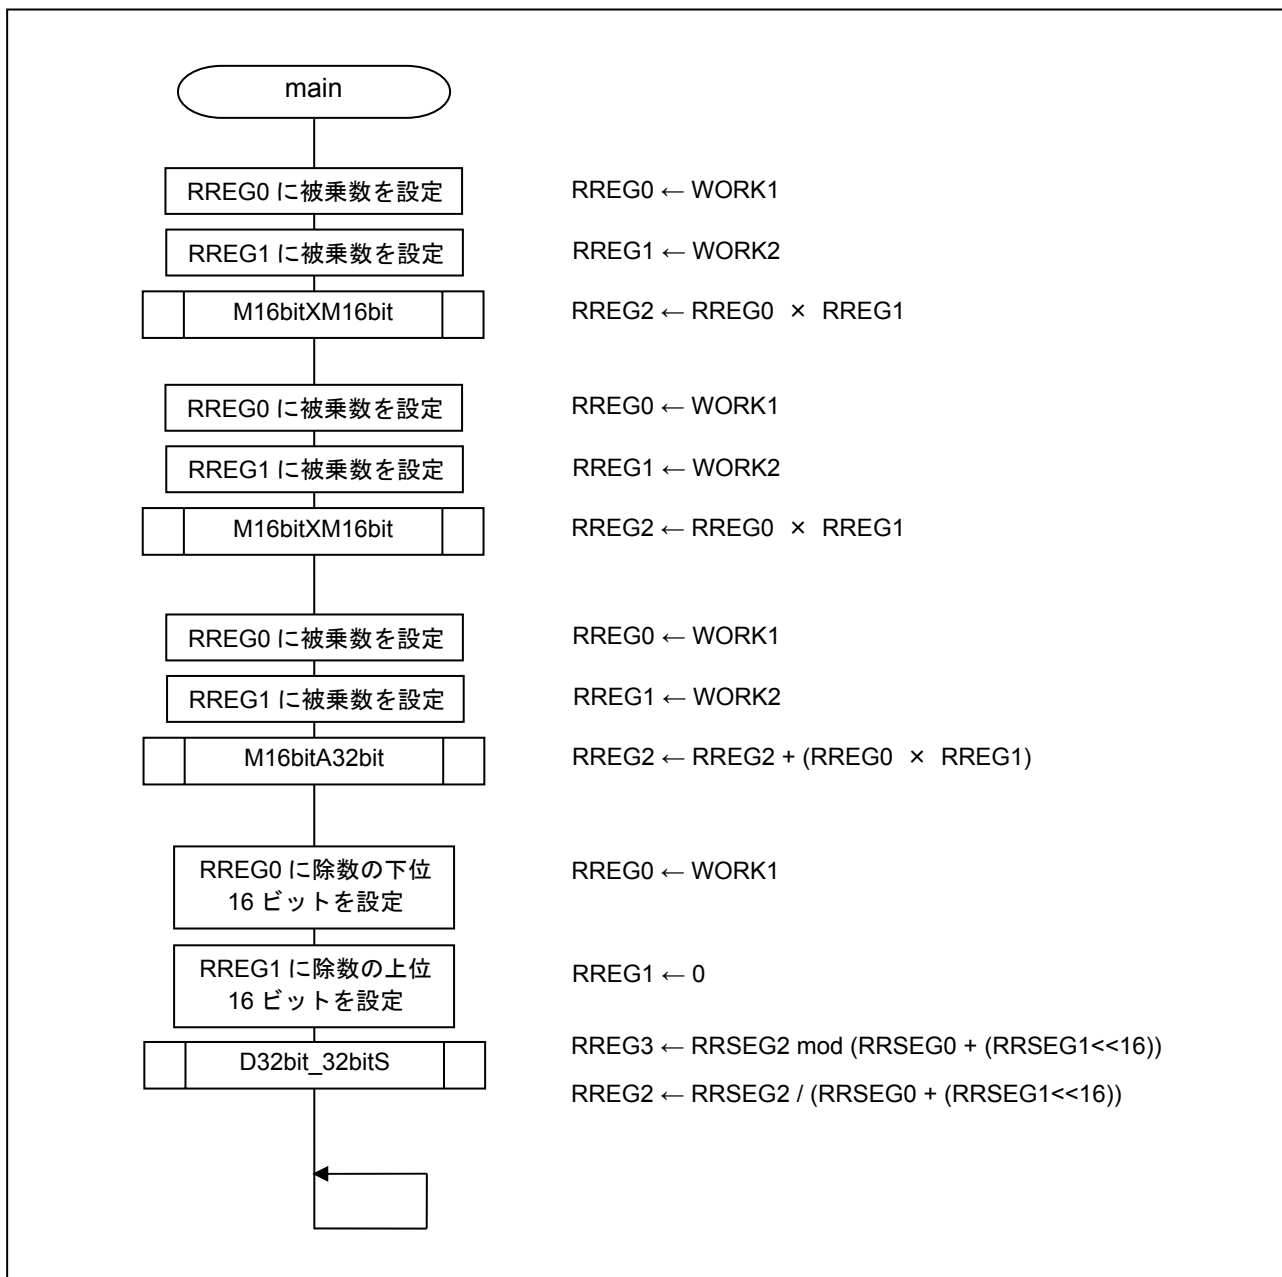 main
RREG0 に被乗数を設定
RREG0 ← WORK1
RREG1 に被乗数を設定
RREG1 ← WORK2
M16bitXM16bit
RREG2 ← RREG0 × RREG1
RREG0 に被乗数を設定
RREG0 ← WORK1
RREG1 に被乗数を設定
RREG1 ← WORK2
M16bitXM16bit
RREG2 ← RREG0 × RREG1
RREG0 に被乗数を設定
RREG0 ← WORK1
RREG1 に被乗数を設定
RREG1 ← WORK2
M16bitA32bit
RREG2 ← RREG2 + (RREG0 × RREG1)
RREG0 に除数の下位
16 ビットを設定
RREG0 ← WORK1
RREG1 に除数の上位
16 ビットを設定
RREG1 ← 0
D32bit_32bitS
RREG3 ← RRSEG2 mod (RRSEG0 + (RRSEG1<<16))
RREG2 ← RRSEG2 / (RRSEG0 + (RRSEG1<<16))